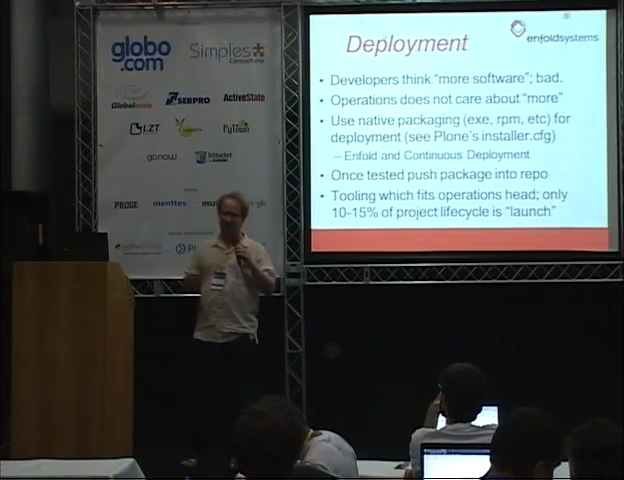 globo
.com
Simples
Consultoria
Globalcode
SERPRO
ActiveState
LZT
PyTown
gonow
bitbucket
menttes
Deployment
enfoldsystems
• Developers think “more software”; bad.
• Operations does not care about “more”
• Use native packaging (exe, rpm, etc) for
deployment (see Plone’s installer.cfg)
– Enfold and Continuous Deployment
• Once tested push package into repo
• Tooling which fits operations head; only
10-15% of project lifecycle is “launch”